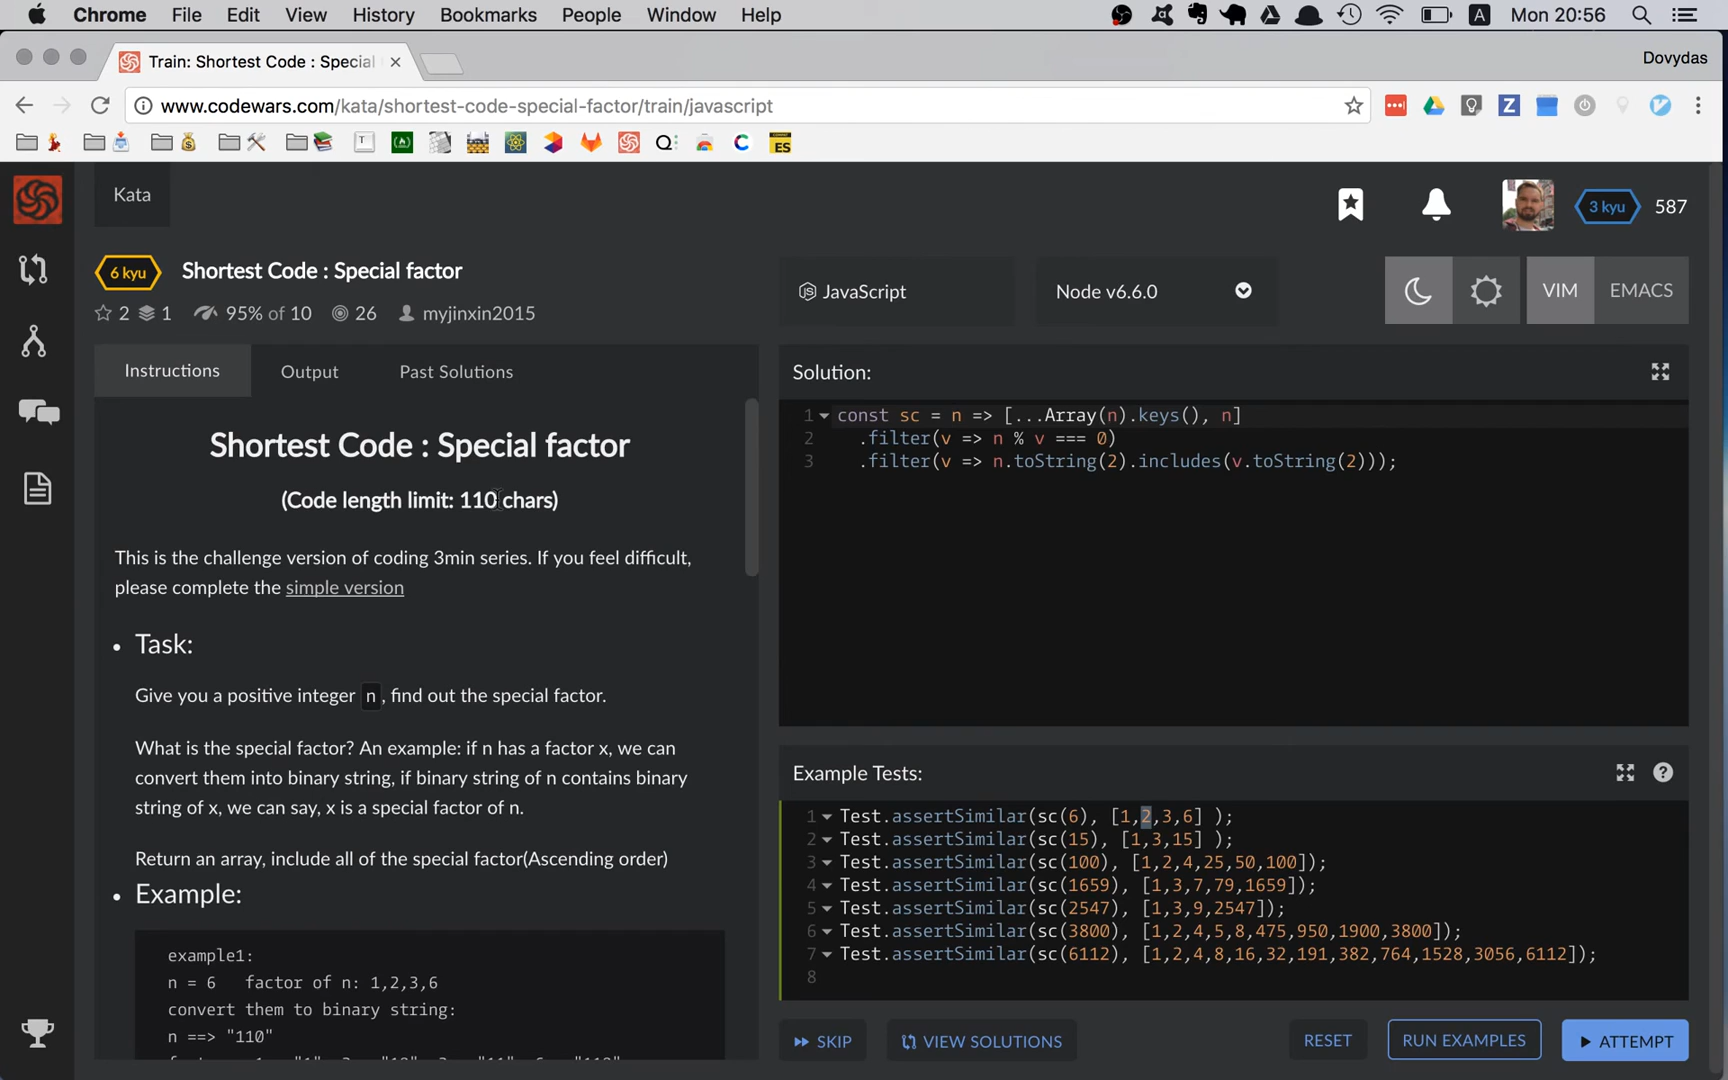 Chrome File Edit View History Bookmarks People Window Help A Mon 20:56
Train: Shortest Code : Special Dovydas
www.codewars.com/kata/shortest-code-special-factor/train/javascript
T Q: C ES Z
Kata
3 kyu 587
6 kyu Shortest Code : Special factor
2 1 95% of 10 26 myjinxin2015
JavaScript Node v6.6.0 VIM EMACS
Instructions Output Past Solutions
Shortest Code : Special factor
(Code length limit: 110 chars)
This is the challenge version of coding 3min series. If you feel difficult,
please complete the simple version
• Task:
Give you a positive integer n, find out the special factor.
What is the special factor? An example: if n has a factor x, we can
convert them into binary string, if binary string of n contains binary
string of x, we can say, x is a special factor of n.
Return an array, include all of the special factor(Ascending order)
• Example:
example1:
n = 6 factor of n: 1,2,3,6
convert them to binary string:
n ==> "110"
Solution:
1 const sc = n => [...Array(n).keys(), n]
2 .filter(v => n % v === 0)
3 .filter(v => n.toString(2).includes(v.toString(2)));
Example Tests:
1 Test.assertSimilar(sc(6), [1,2,3,6] );
2 Test.assertSimilar(sc(15), [1,3,15] );
3 Test.assertSimilar(sc(100), [1,2,4,25,50,100]);
4 Test.assertSimilar(sc(1659), [1,3,7,79,1659]);
5 Test.assertSimilar(sc(2547), [1,3,9,2547]);
6 Test.assertSimilar(sc(3800), [1,2,4,5,8,475,950,1900,3800]);
7 Test.assertSimilar(sc(6112), [1,2,4,8,16,32,191,382,764,1528,3056,6112]);
8
SKIP VIEW SOLUTIONS RESET RUN EXAMPLES ATTEMPT